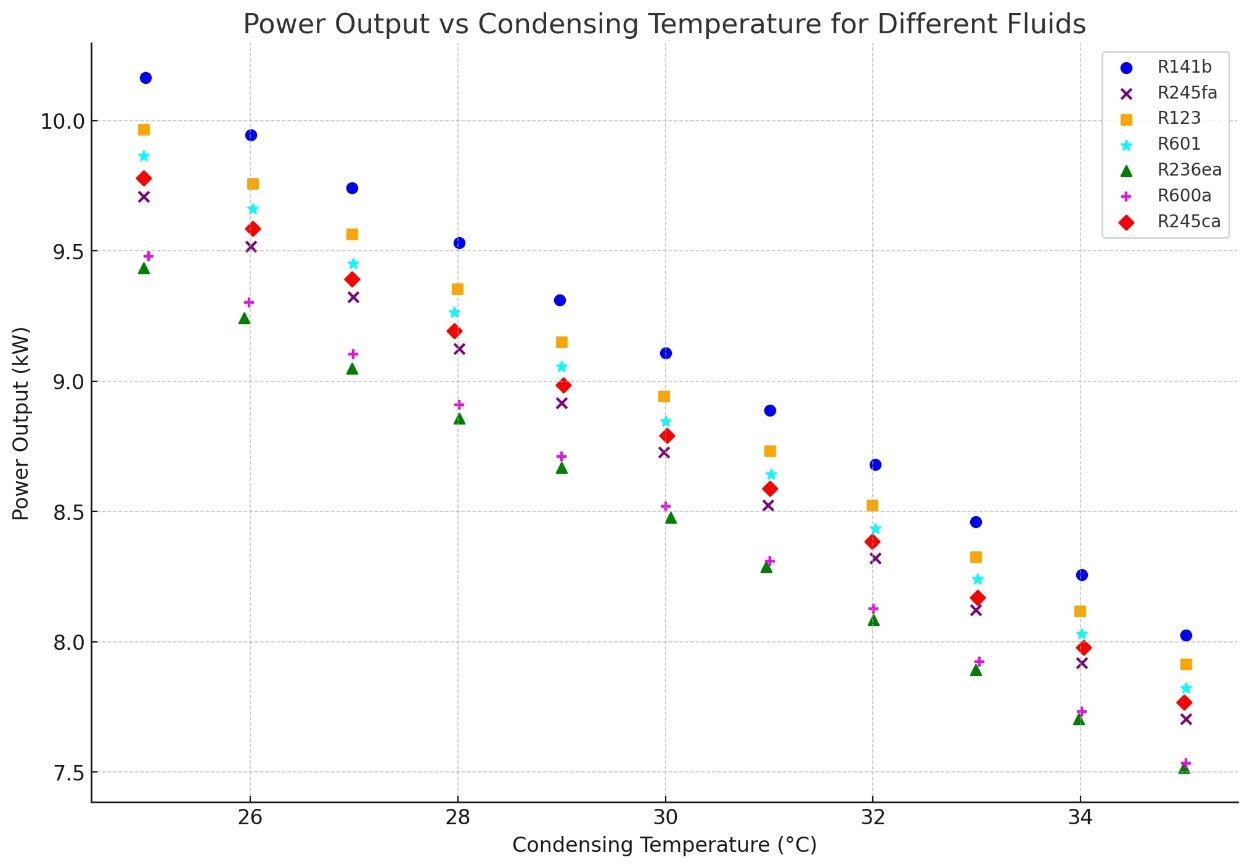 Power Output vs Condensing Temperature for Different Fluids
R141b
R245fa
R123
R601
R236ea
R600a
R245ca
Power Output (kW)
10.0
9.5
9.0
8.5
8.0
7.5
26 28 30 32 34
Condensing Temperature (°C)